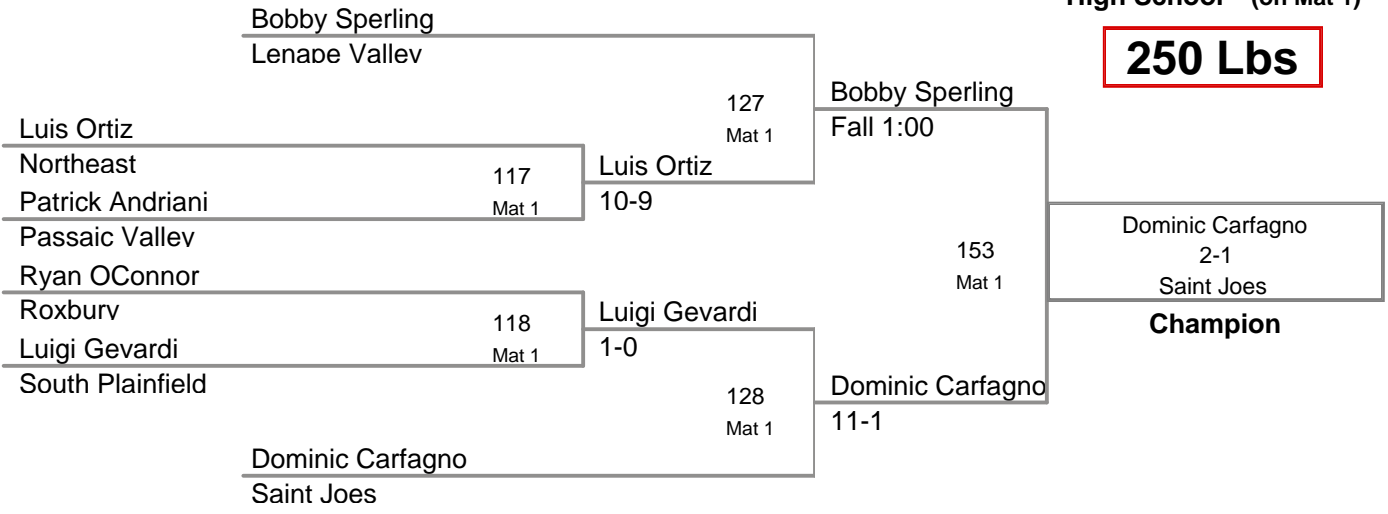 High School (on Mat 1)
250 Lbs
Bobby Sperling
Lenape Valley
127
Mat 1
Bobby Sperling
Fall 1:00
Luis Ortiz
Northeast
117
Mat 1
Luis Ortiz
10-9
Patrick Andriani
Passaic Valley
Ryan OConnor
Roxbury
118
Mat 1
Luigi Gevardi
1-0
Luigi Gevardi
South Plainfield
128
Mat 1
Dominic Carfagno
11-1
Dominic Carfagno
Saint Joes
153
Mat 1
Dominic Carfagno
2-1
Saint Joes
Champion